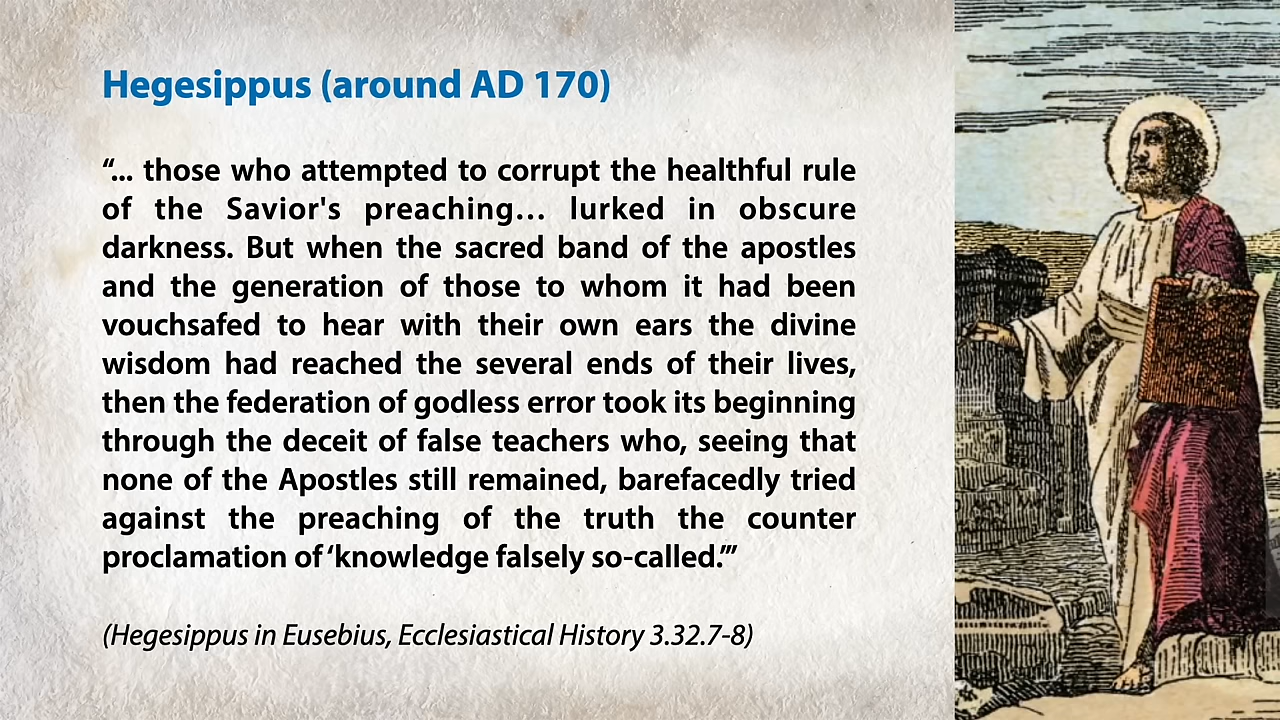 Hegesippus (around AD 170)
“... those who attempted to corrupt the healthful rule
of the Savior's preaching… lurked in obscure
darkness. But when the sacred band of the apostles
and the generation of those to whom it had been
vouchsafed to hear with their own ears the divine
wisdom had reached the several ends of their lives,
then the federation of godless error took its beginning
through the deceit of false teachers who, seeing that
none of the Apostles still remained, barefacedly tried
against the preaching of the truth the counter
proclamation of ‘knowledge falsely so-called.’”
(Hegesippus in Eusebius, Ecclesiastical History 3.32.7-8)